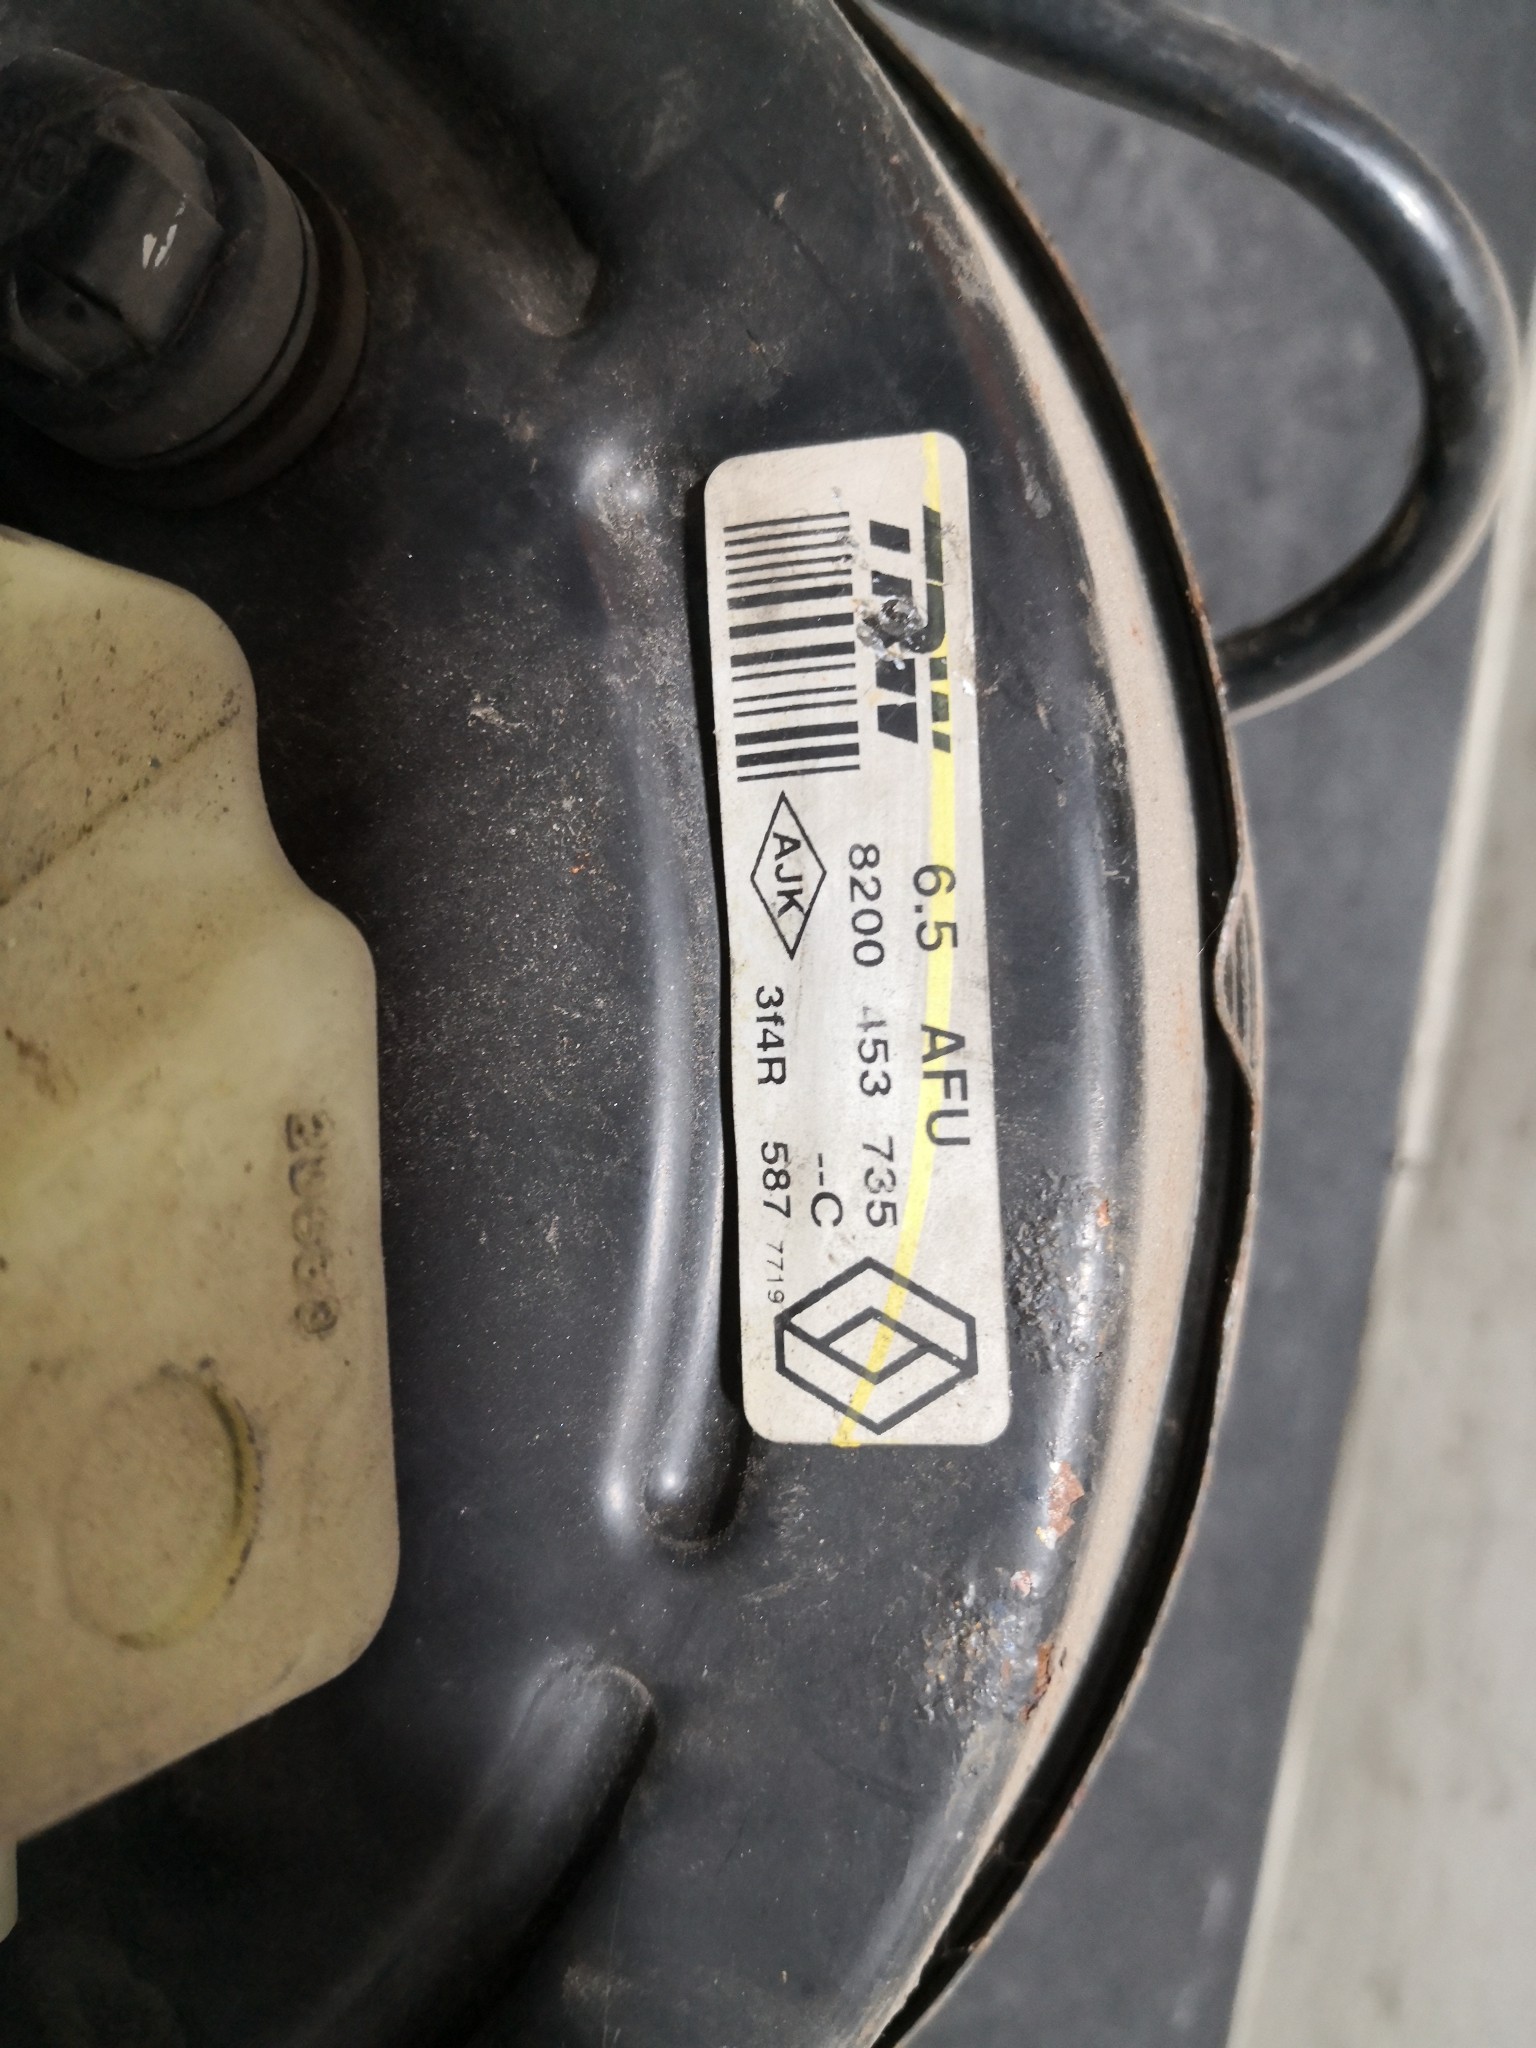 TRW 6.5 AFU
8200 453 735
--C
AJK 3f4R 587 7719